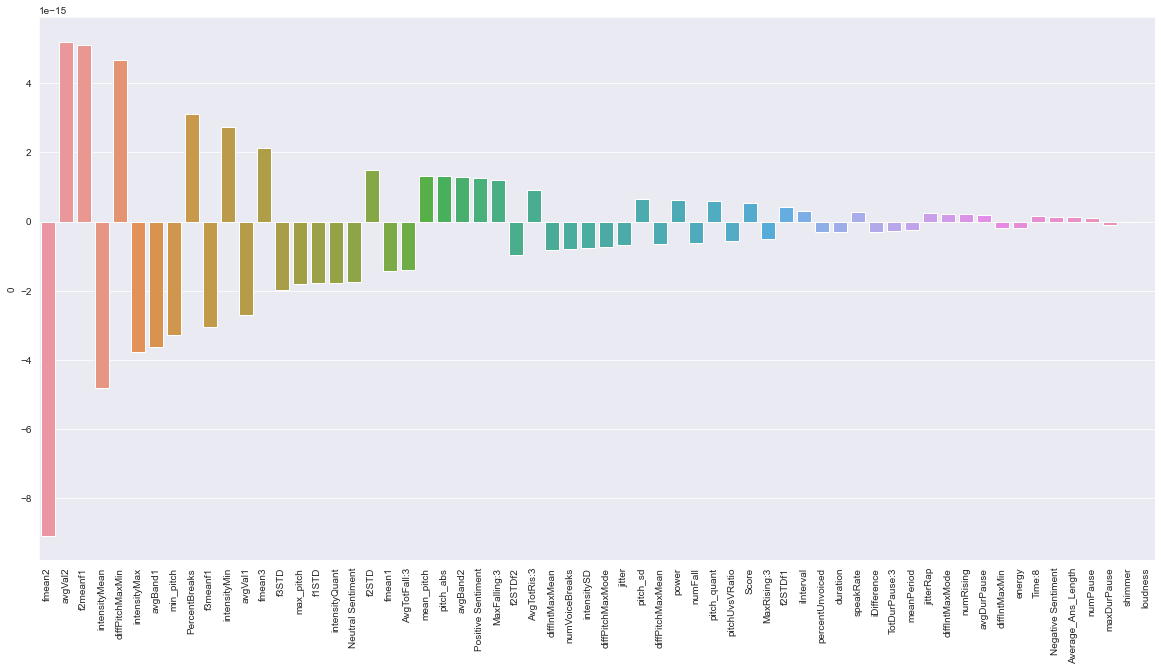 1e−15
4
2
0
−2
−4
−6
−8
0
fmean2
avgVal2
f2meanf1
intensityMean
diffPitchMaxMin
intensityMax
avgBand1
min_pitch
PercentBreaks
f3meanf1
intensityMin
avgVal1
fmean3
f3STD
max_pitch
f1STD
intensityQuant
Neutral Sentiment
f2STD
fmean1
AvgTotFall:3
mean_pitch
pitch_abs
avgBand2
Positive Sentiment
MaxFalling:3
f2STDf2
AvgTotRis:3
diffIntMaxMean
numVoiceBreaks
intensitySD
diffPitchMaxMode
jitter
pitch_sd
diffPitchMaxMean
power
numFall
pitch_quant
pitchUvsVRatio
Score
MaxRising:3
f2STDf1
iInterval
percentUnvoiced
duration
speakRate
iDifference
TotDurPause:3
meanPeriod
jitterRap
diffIntMaxMode
numRising
avgDurPause
diffIntMaxMin
energy
Time:8
Negative Sentiment
Average_Ans_Length
numPause
maxDurPause
shimmer
loudness